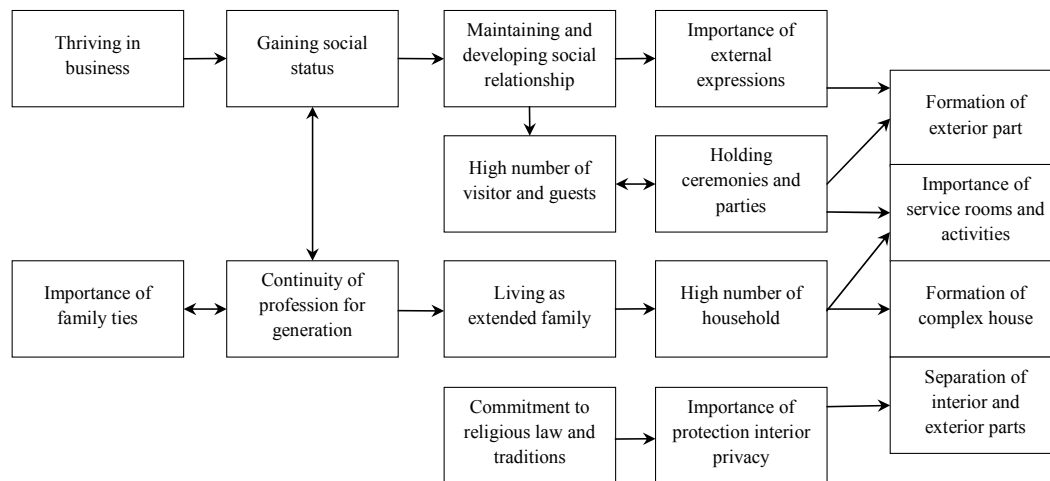 Thriving in
business
Gaining social
status
Maintaining and
developing social
relationship
Importance of
external
expressions
Formation of
exterior part
High number of
visitor and guests
Holding
ceremonies and
parties
Importance of
service rooms and
activities
Importance of
family ties
Continuity of
profession for
generation
Living as
extended family
High number of
household
Formation of
complex house
Commitment to
religious law and
traditions
Importance of
protection interior
privacy
Separation of
interior and
exterior parts